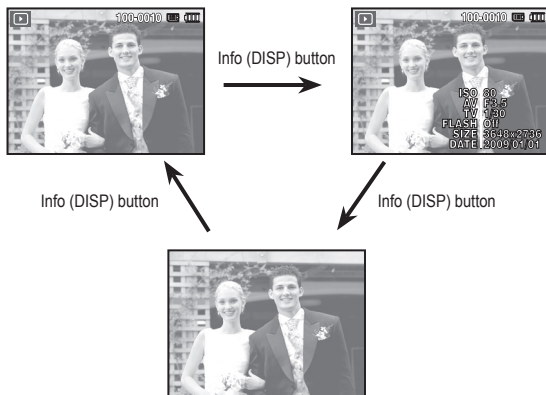 100-0010
Info (DISP) button
100-0010
ISO 80
AV F3.5
TV 1/30
FLASH Off
SIZE 3648x2736
DATE 2009/01/01
Info (DISP) button
Info (DISP) button